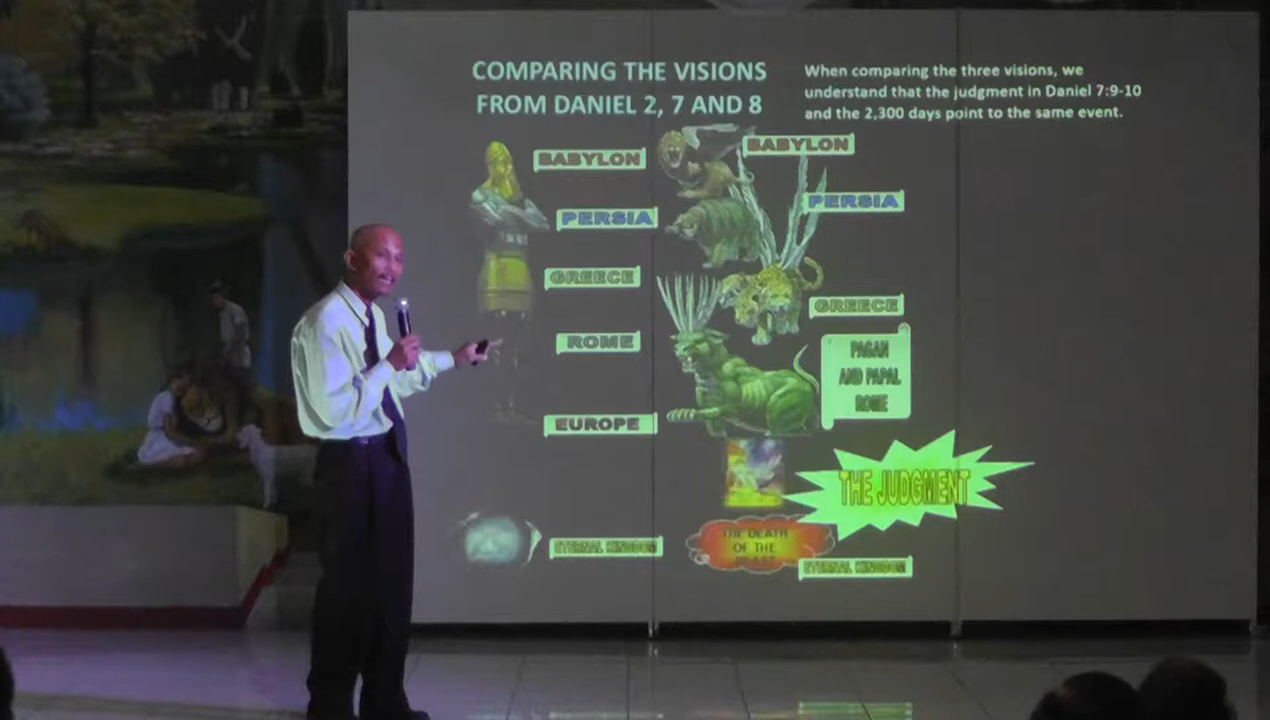 COMPARING THE VISIONS
FROM DANIEL 2, 7 AND 8
When comparing the three visions, we
understand that the judgment in Daniel 7:9-10
and the 2,300 days point to the same event.
BABYLON
PERSIA
GREECE
ROME
EUROPE
ETERNAL KINGDOM
BABYLON
PERSIA
GREECE
PAGAN
AND PAPAL
ROME
THE JUDGMENT
THE DEATH
OF THE
ETERNAL KINGDOM